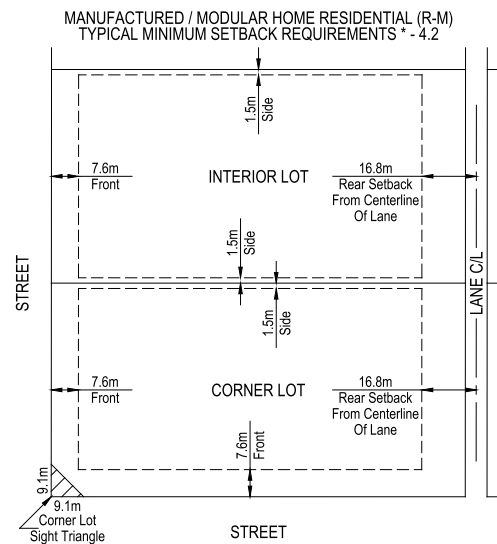 MANUFACTURED / MODULAR HOME RESIDENTIAL (R-M)
TYPICAL MINIMUM SETBACK REQUIREMENTS * - 4.2
1.5m
Side
7.6m
Front
INTERIOR LOT
16.8m
Rear Setback
From Centerline
Of Lane
1.5m
Side
STREET
LANE C/L
1.5m
Side
7.6m
Front
CORNER LOT
16.8m
Rear Setback
From Centerline
Of Lane
7.6m
Front
9.1m
9.1m
Corner Lot
Sight Triangle
STREET